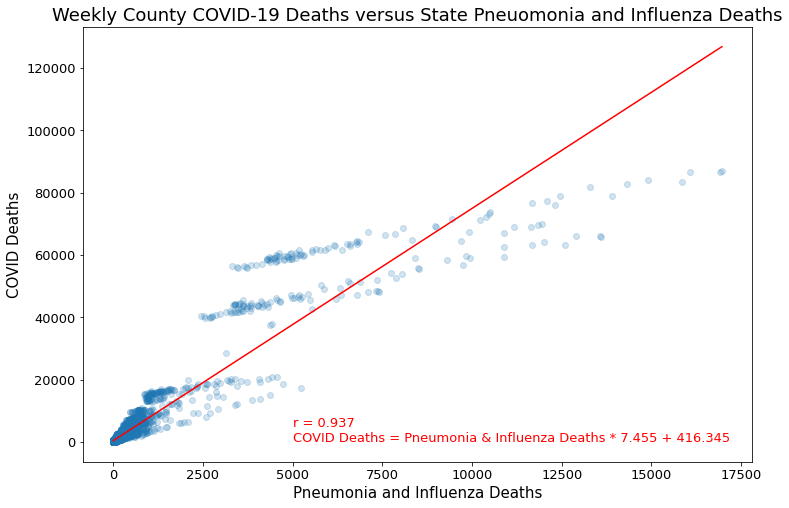 Weekly County COVID-19 Deaths versus State Pneuomonia and Influenza Deaths
COVID Deaths
120000
100000
80000
60000
40000
20000
0
r = 0.937
COVID Deaths = Pneumonia & Influenza Deaths * 7.455 + 416.345
0 2500 5000 7500 10000 12500 15000 17500
Pneumonia and Influenza Deaths